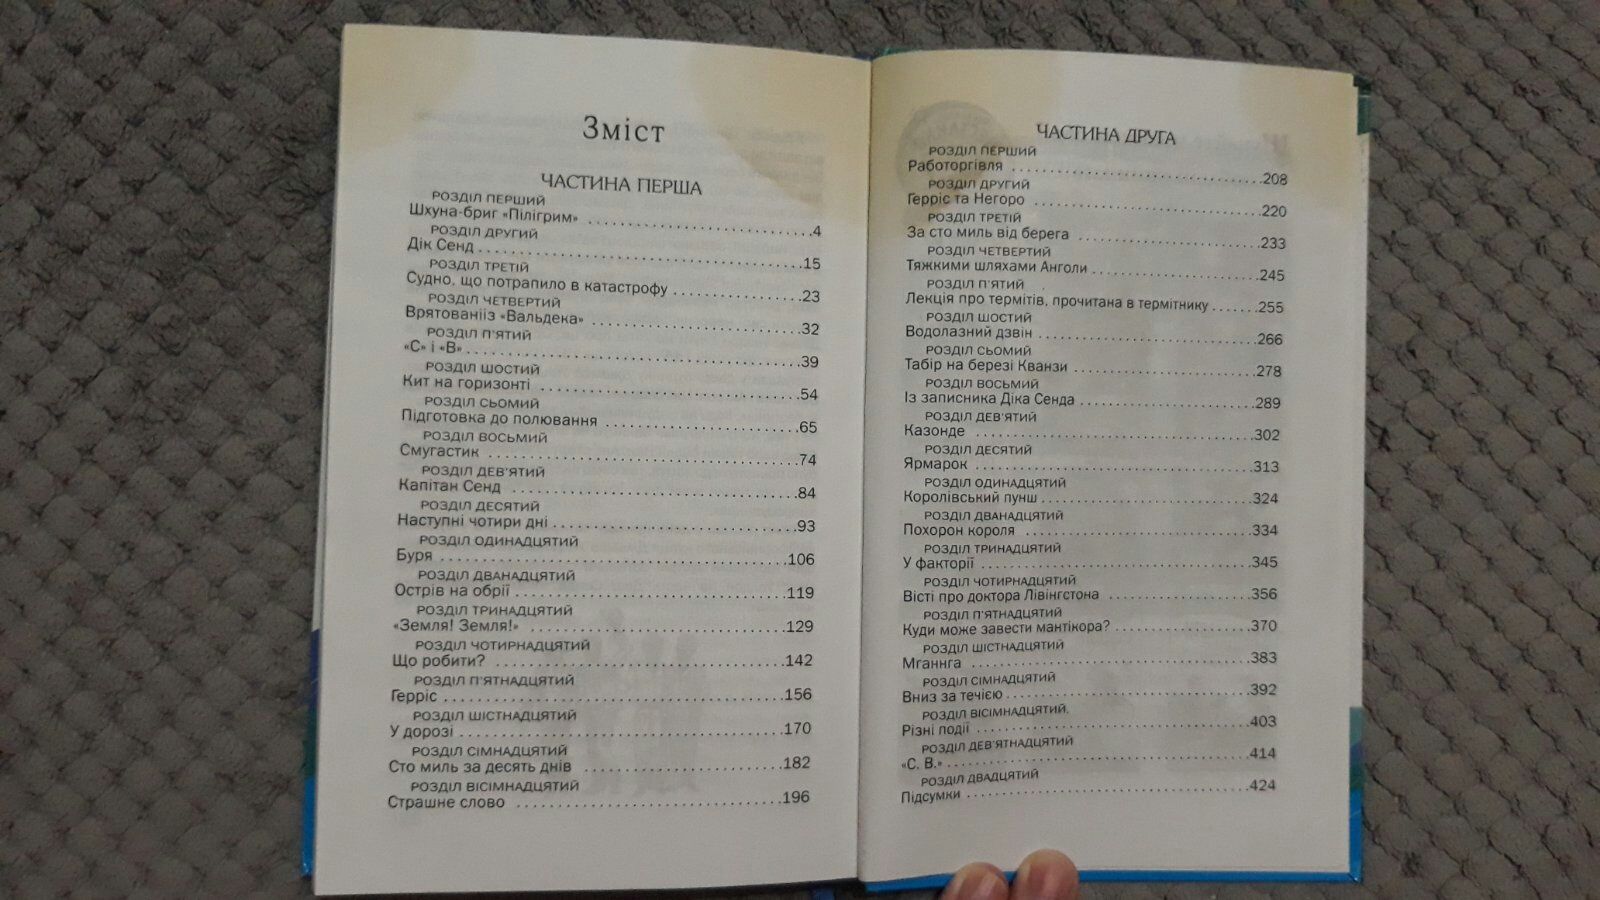 Зміст
ЧАСТИНА ПЕРША
РОЗДІЛ ПЕРШИЙ
Шхуна-бриг «Пілігрим» ........................4
РОЗДІЛ ДРУГИЙ
Дік Сенд ........................15
РОЗДІЛ ТРЕТІЙ
Судно, що потрапило в катастрофу ........................23
РОЗДІЛ ЧЕТВЕРТИЙ
Врятованііз «Вальдека» ........................32
РОЗДІЛ П'ЯТИЙ
«С» і «В» ........................39
РОЗДІЛ ШОСТИЙ
Кит на горизонті ........................54
РОЗДІЛ СЬОМИЙ
Підготовка до полювання ........................65
РОЗДІЛ ВОСЬМИЙ
Смугастик ........................74
РОЗДІЛ ДЕВ'ЯТИЙ
Капітан Сенд ........................84
РОЗДІЛ ДЕСЯТИЙ
Наступні чотири дні ........................93
РОЗДІЛ ОДИНАДЦЯТИЙ
Буря ........................106
РОЗДІЛ ДВАНАДЦЯТИЙ
Острів на обрії ........................119
РОЗДІЛ ТРИНАДЦЯТИЙ
«Земля! Земля!» ........................129
РОЗДІЛ ЧОТИРНАДЦЯТИЙ
Що робити? ........................142
РОЗДІЛ П'ЯТНАДЦЯТИЙ
Герріс ........................156
РОЗДІЛ ШІСТНАДЦЯТИЙ
У дорозі ........................170
РОЗДІЛ СІМНАДЦЯТИЙ
Сто миль за десять днів ........................182
РОЗДІЛ ВІСІМНАДЦЯТИЙ
Страшне слово ........................196
ЧАСТИНА ДРУГА
РОЗДІЛ ПЕРШИЙ
Работоргівля ........................208
РОЗДІЛ ДРУГИЙ
Герріс та Негоро ........................220
РОЗДІЛ ТРЕТІЙ
За сто миль від берега ........................233
РОЗДІЛ ЧЕТВЕРТИЙ
Тяжкими шляхами Анголи ........................245
РОЗДІЛ П'ЯТИЙ
Лекція про термітів, прочитана в термітнику .......255
РОЗДІЛ ШОСТИЙ
Водолазний дзвін ........................266
РОЗДІЛ СЬОМИЙ
Табір на березі Кванзи ........................278
РОЗДІЛ ВОСЬМИЙ
Із записника Діка Сенда ........................289
РОЗДІЛ ДЕВ'ЯТИЙ
Казонде ........................302
РОЗДІЛ ДЕСЯТИЙ
Ярмарок ........................313
РОЗДІЛ ОДИНАДЦЯТИЙ
Королівський пунш ........................324
РОЗДІЛ ДВАНАДЦЯТИЙ
Похорон короля ........................334
РОЗДІЛ ТРИНАДЦЯТИЙ
У факторії ........................345
РОЗДІЛ ЧОТИРНАДЦЯТИЙ
Вісті про доктора Лівінгстона ........................356
РОЗДІЛ П'ЯТНАДЦЯТИЙ
Куди може завести мантікора? ........................370
РОЗДІЛ ШІСТНАДЦЯТИЙ
Мганнга ........................383
РОЗДІЛ СІМНАДЦЯТИЙ
Вниз за течією ........................392
РОЗДІЛ ВІСІМНАДЦЯТИЙ.
Різні події ........................403
РОЗДІЛ ДЕВ'ЯТНАДЦЯТИЙ
«С. В.» ........................414
РОЗДІЛ ДВАДЦЯТИЙ
Підсумки ........................424